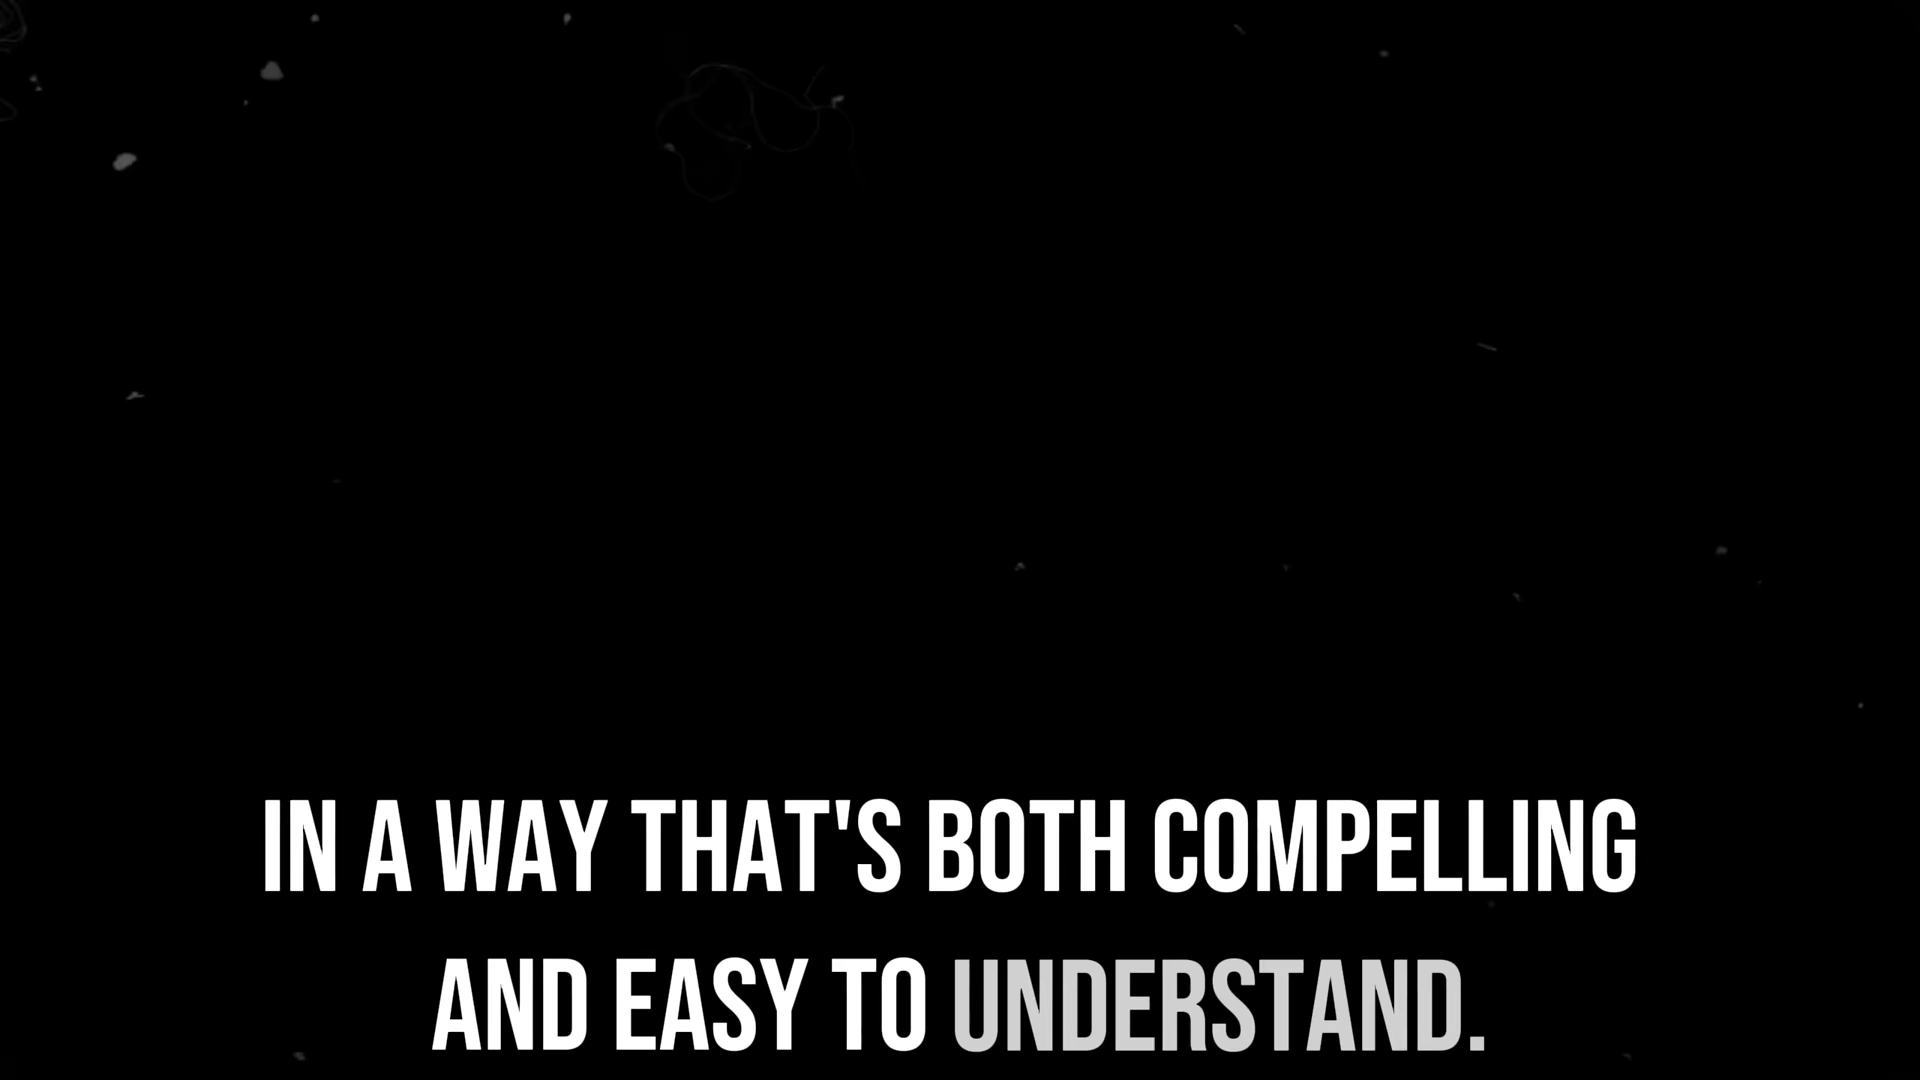 IN A WAY THAT'S BOTH COMPELLING
AND EASY TO UNDERSTAND.